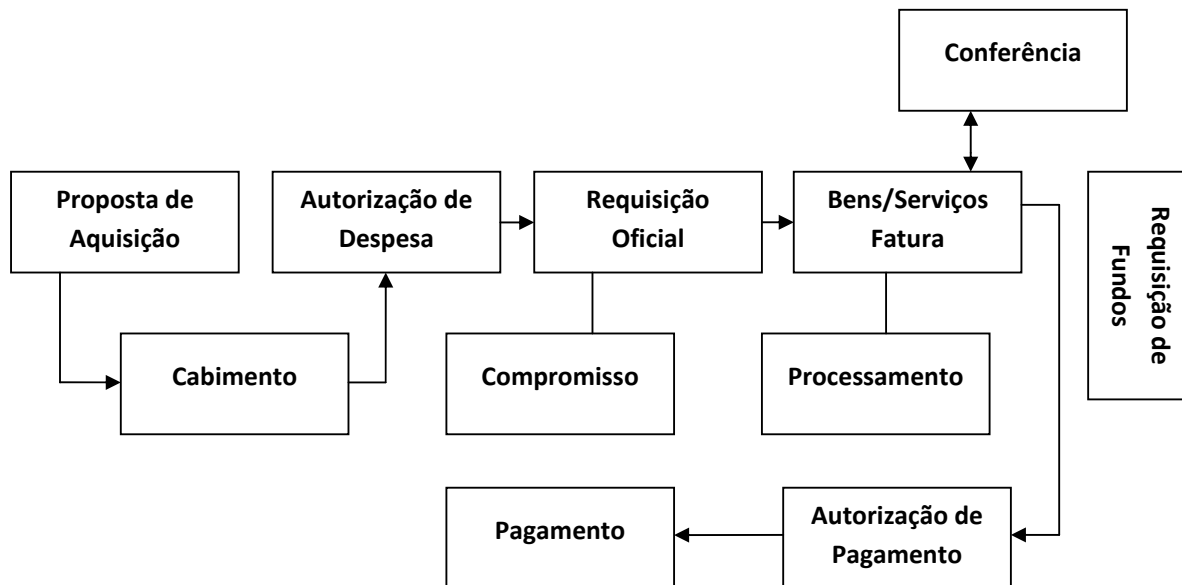 Conferência
Proposta de
Aquisição
Autorização de
Despesa
Requisição
Oficial
Bens/Serviços
Fatura
Requisição de
Fundos
Cabimento
Compromisso
Processamento
Pagamento
Autorização de
Pagamento